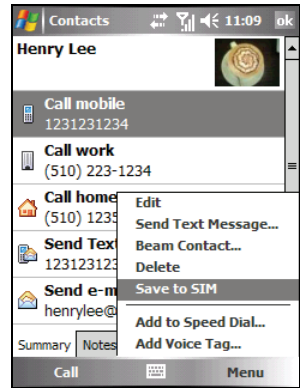 Contacts 11:09 ok
Henry Lee
Call mobile
1231231234
Call work
(510) 223-1234
Call home
(510) 1235
Send Text
123123123
Send e-m
henrylee@
Edit
Send Text Message...
Beam Contact...
Delete
Save to SIM
Add to Speed Dial...
Add Voice Tag...
Summary Notes
Call Menu